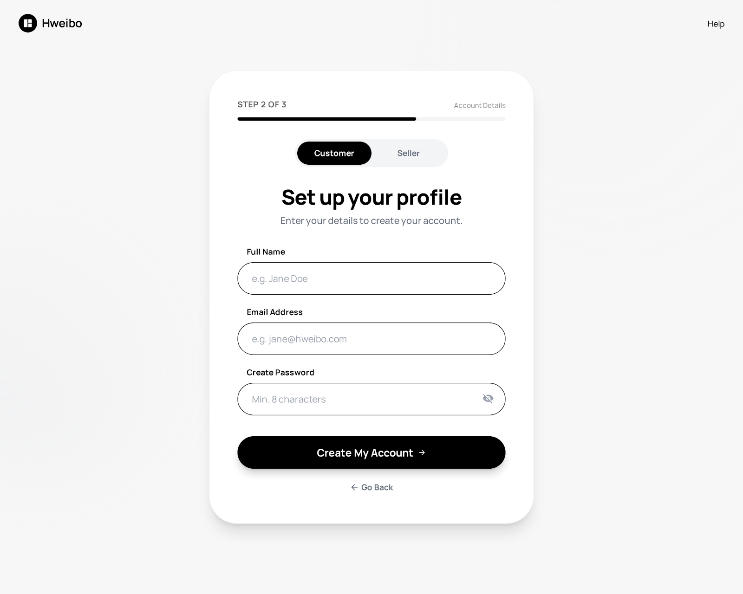 Hweibo
Help
STEP 2 OF 3
Account Details
Customer
Seller
Set up your profile
Enter your details to create your account.
Full Name
e.g. Jane Doe
Email Address
e.g. jane@hweibo.com
Create Password
Min. 8 characters
Create My Account →
← Go Back